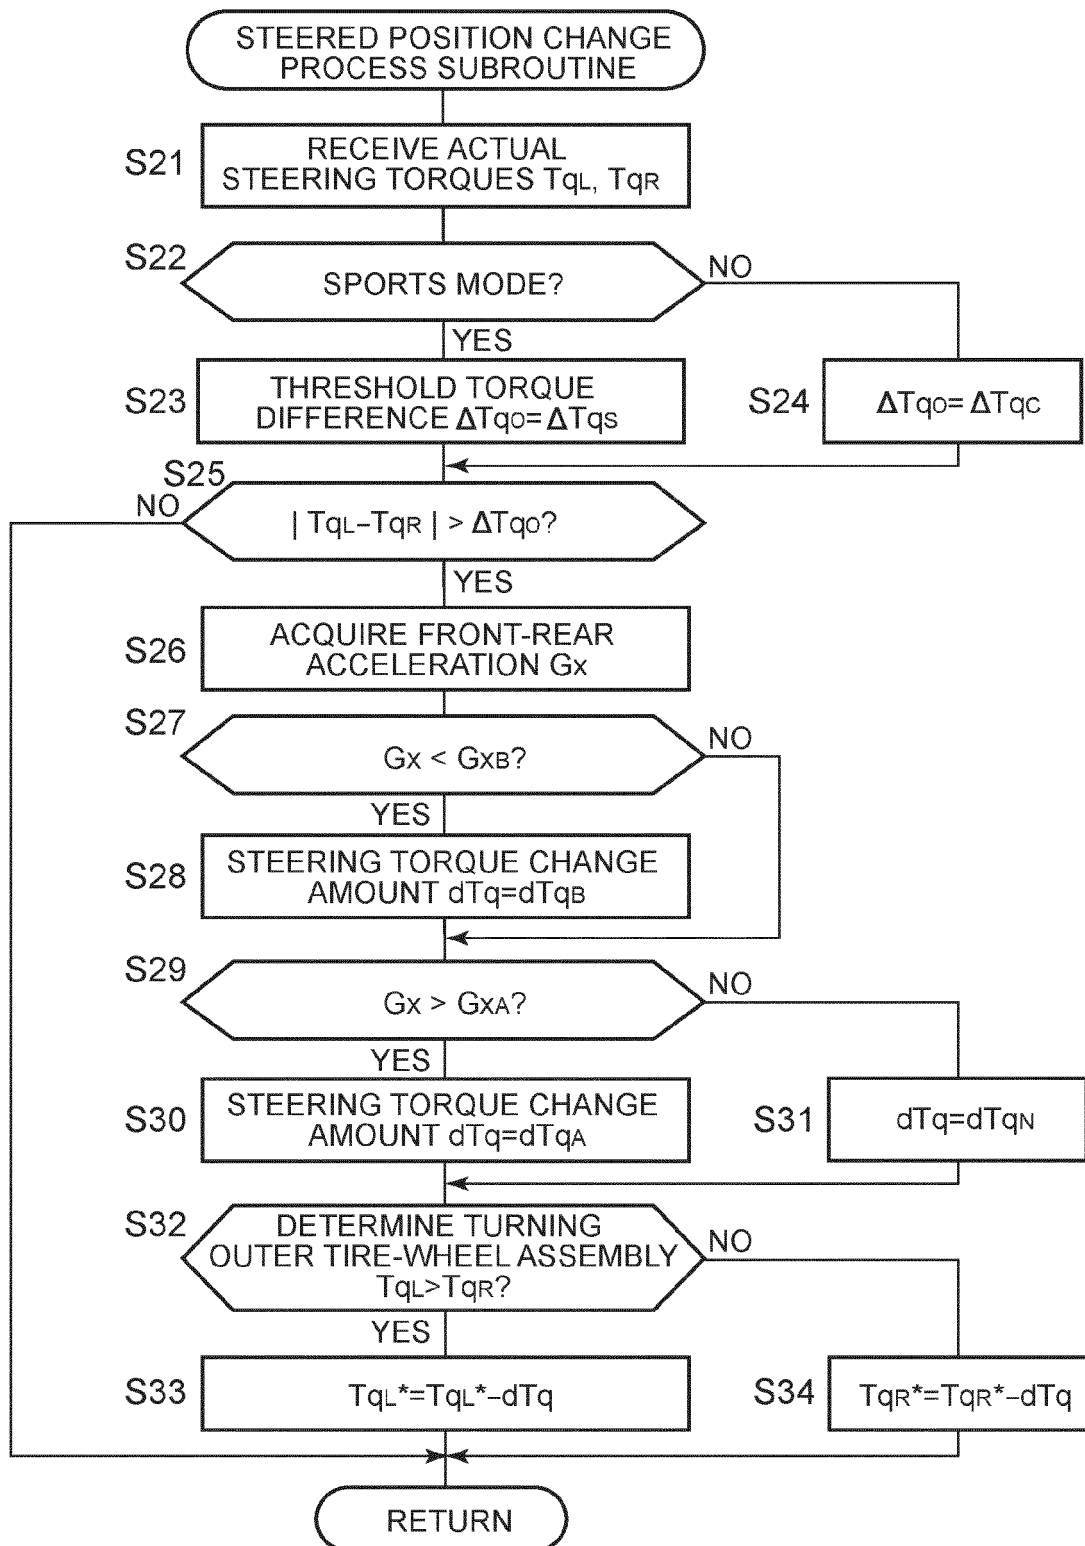 STEERED POSITION CHANGE
PROCESS SUBROUTINE
S21
RECEIVE ACTUAL
STEERING TORQUES TqL, TqR
S22
SPORTS MODE?
NO
YES
S23
THRESHOLD TORQUE
DIFFERENCE ΔTqO=ΔTqS
S24
ΔTqO=ΔTqC
S25
NO
| TqL–TqR | > ΔTqO?
YES
S26
ACQUIRE FRONT-REAR
ACCELERATION Gx
S27
Gx < GxB?
NO
YES
S28
STEERING TORQUE CHANGE
AMOUNT dTq=dTqB
S29
Gx > GxA?
NO
YES
S30
STEERING TORQUE CHANGE
AMOUNT dTq=dTqA
S31
dTq=dTqN
S32
DETERMINE TURNING
OUTER TIRE-WHEEL ASSEMBLY
TqL>TqR?
NO
YES
S33
TqL*=TqL*–dTq
S34
TqR*=TqR*–dTq
RETURN